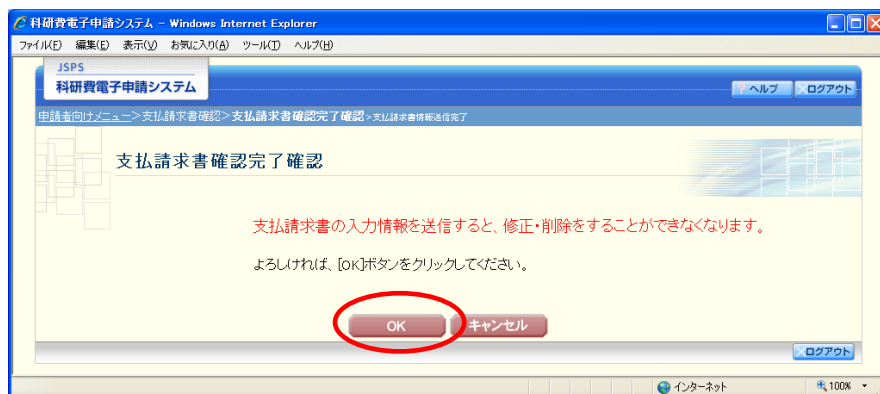 科研費電子申請システム - Windows Internet Explorer
ファイル(F) 編集(E) 表示(V) お気に入り(A) ツール(T) ヘルプ(H)
JSPS
科研費電子申請システム
? ヘルプ ×ログアウト
申請者向けメニュー>支払請求書確認>支払請求書確認完了確認>支払請求書情報送信完了
支払請求書確認完了確認
支払請求書の入力情報を送信すると、修正・削除をすることができなくなります。
よろしければ、[OK]ボタンをクリックしてください。
OK キャンセル
×ログアウト
インターネット 100%